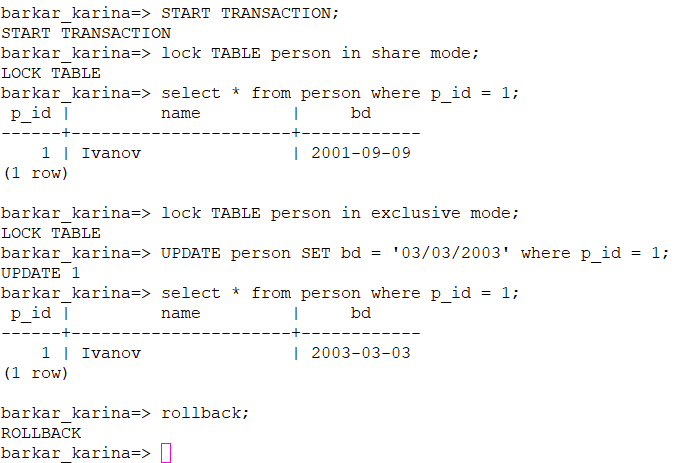 barkar_karina=> START TRANSACTION;
START TRANSACTION
barkar_karina=> lock TABLE person in share mode;
LOCK TABLE
barkar_karina=> select * from person where p_id = 1;
 p_id |         name         |     bd
------+----------------------+------------
    1 | Ivanov               | 2001-09-09
(1 row)

barkar_karina=> lock TABLE person in exclusive mode;
LOCK TABLE
barkar_karina=> UPDATE person SET bd = '03/03/2003' where p_id = 1;
UPDATE 1
barkar_karina=> select * from person where p_id = 1;
 p_id |         name         |     bd
------+----------------------+------------
    1 | Ivanov               | 2003-03-03
(1 row)

barkar_karina=> rollback;
ROLLBACK
barkar_karina=>